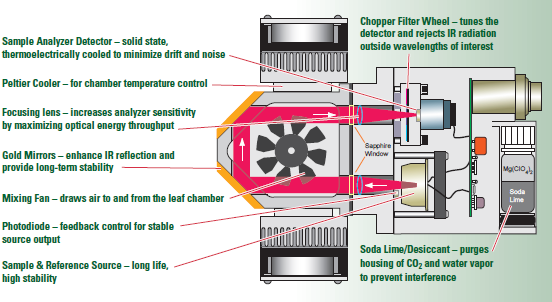 Sample Analyzer Detector – solid state,
thermoelectrically cooled to minimize drift and noise
Peltier Cooler – for chamber temperature control
Focusing lens – increases analyzer sensitivity
by maximizing optical energy throughput
Gold Mirrors – enhance IR reflection and
provide long-term stability
Mixing Fan – draws air to and from the leaf chamber
Photodiode – feedback control for stable
source output
Sample & Reference Source – long life,
high stability
Chopper Filter Wheel – tunes the
detector and rejects IR radiation
outside wavelengths of interest
Sapphire
Window
Mg(ClO4)2
Soda
Lime
Soda Lime/Desiccant – purges
housing of CO2 and water vapor
to prevent interference